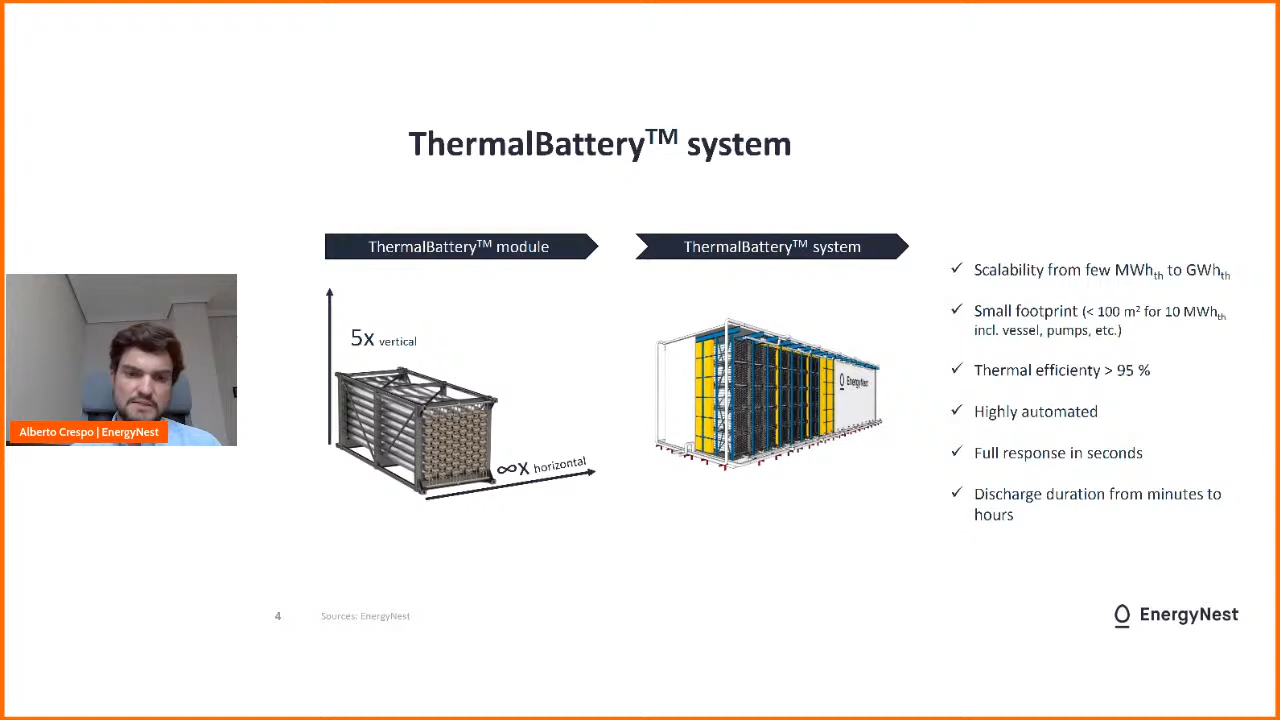 ThermalBattery™ system
ThermalBattery™ module
ThermalBattery™ system
5x vertical
∞x horizontal
EnergyNest
Scalability from few MWhth to GWhth
Small footprint (< 100 m² for 10 MWhth
incl. vessel, pumps, etc.)
Thermal efficienty > 95 %
Highly automated
Full response in seconds
Discharge duration from minutes to
hours
Alberto Crespo | EnergyNest
4
Sources: EnergyNest
EnergyNest